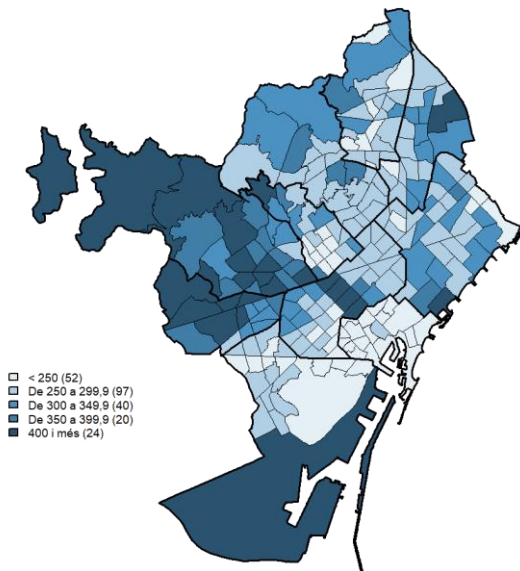 < 250 (52)
De 250 a 299,9 (97)
De 300 a 349,9 (40)
De 350 a 399,9 (20)
400 i més (24)